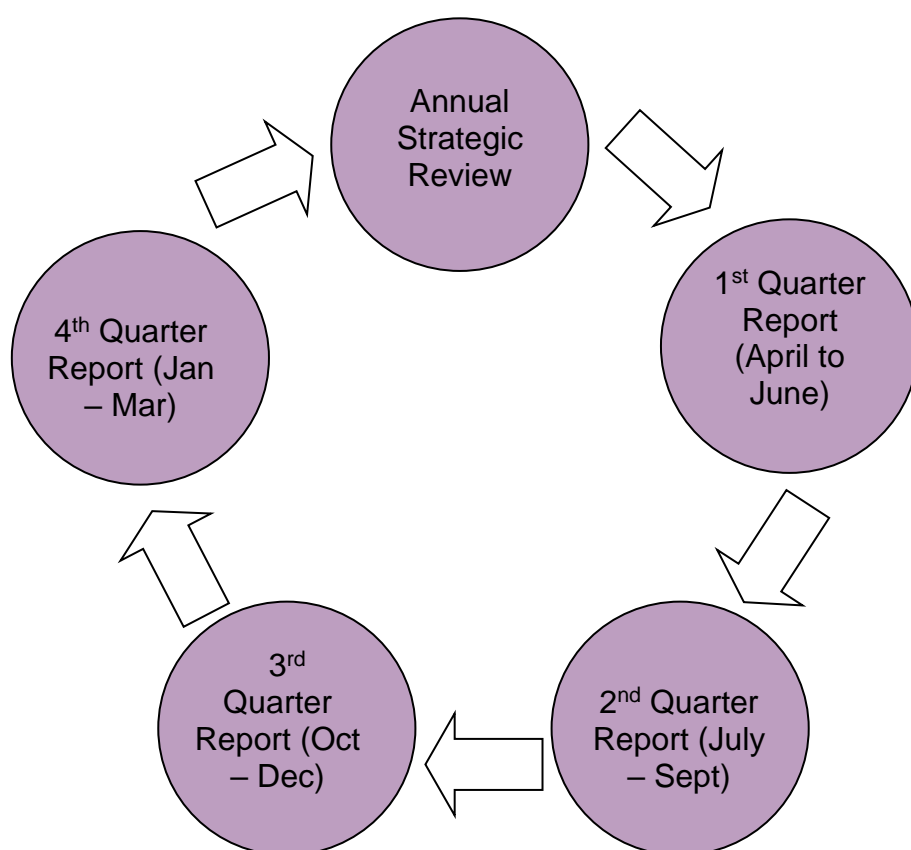 Annual
Strategic
Review
1st Quarter
Report
(April to
June)
2nd Quarter
Report (July
– Sept)
3rd
Quarter
Report (Oct
– Dec)
4th Quarter
Report (Jan
– Mar)